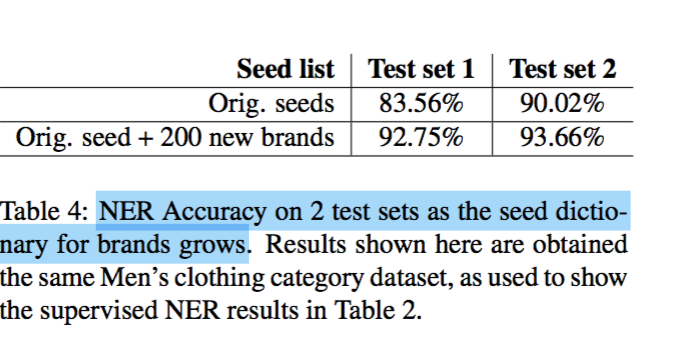 Seed list Test set 1 Test set 2
Orig. seeds 83.56% 90.02%
Orig. seed + 200 new brands 92.75% 93.66%
Table 4: NER Accuracy on 2 test sets as the seed dictio-
nary for brands grows. Results shown here are obtained
the same Men's clothing category dataset, as used to show
the supervised NER results in Table 2.